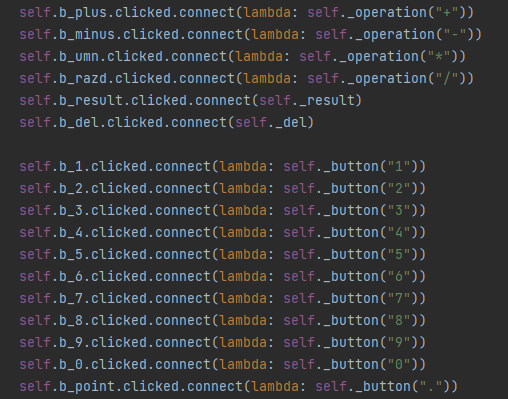 self.b_plus.clicked.connect(lambda: self._operation("+"))
self.b_minus.clicked.connect(lambda: self._operation("-"))
self.b_umn.clicked.connect(lambda: self._operation("*"))
self.b_razd.clicked.connect(lambda: self._operation("/"))
self.b_result.clicked.connect(self._result)
self.b_del.clicked.connect(self._del)

self.b_1.clicked.connect(lambda: self._button("1"))
self.b_2.clicked.connect(lambda: self._button("2"))
self.b_3.clicked.connect(lambda: self._button("3"))
self.b_4.clicked.connect(lambda: self._button("4"))
self.b_5.clicked.connect(lambda: self._button("5"))
self.b_6.clicked.connect(lambda: self._button("6"))
self.b_7.clicked.connect(lambda: self._button("7"))
self.b_8.clicked.connect(lambda: self._button("8"))
self.b_9.clicked.connect(lambda: self._button("9"))
self.b_0.clicked.connect(lambda: self._button("0"))
self.b_point.clicked.connect(lambda: self._button("."))